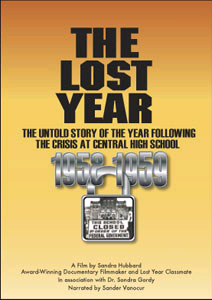 THE
LOST
YEAR
THE UNTOLD STORY OF THE YEAR FOLLOWING
THE CRISIS AT CENTRAL HIGH SCHOOL
1958-1959
THIS SCHOOL
CLOSED
BY ORDER OF THE
FEDERAL GOVERNMENT
A Film by Sandra Hubbard
Award-Winning Documentary Filmmaker and Lost Year Classmate
In association with Dr. Sondra Gordy
Narrated by Sander Vanocur